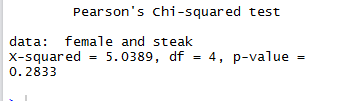 Pearson's Chi-squared test
data:  female and steak
X-squared = 5.0389, df = 4, p-value =
0.2833
>